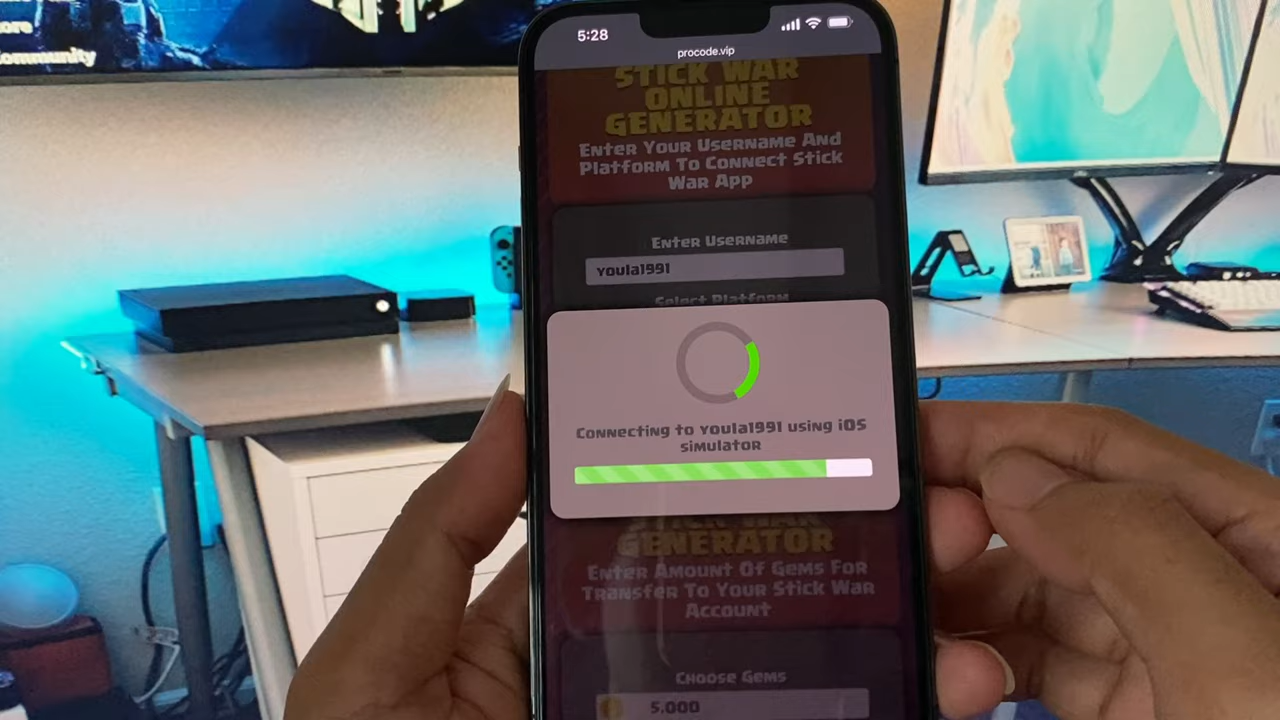 ore
ommunity
5:28
procode.vip
STICK WAR
ONLINE
GENERATOR
Enter Your Username And
Platform To Connect Stick
War App
Enter Username
youla1991
Select Platform
Connecting to youla1991 using iOS
simulator
STICK WAR
GENERATOR
Enter Amount Of Gems For
Transfer To Your Stick War
Account
Choose Gems
5,000